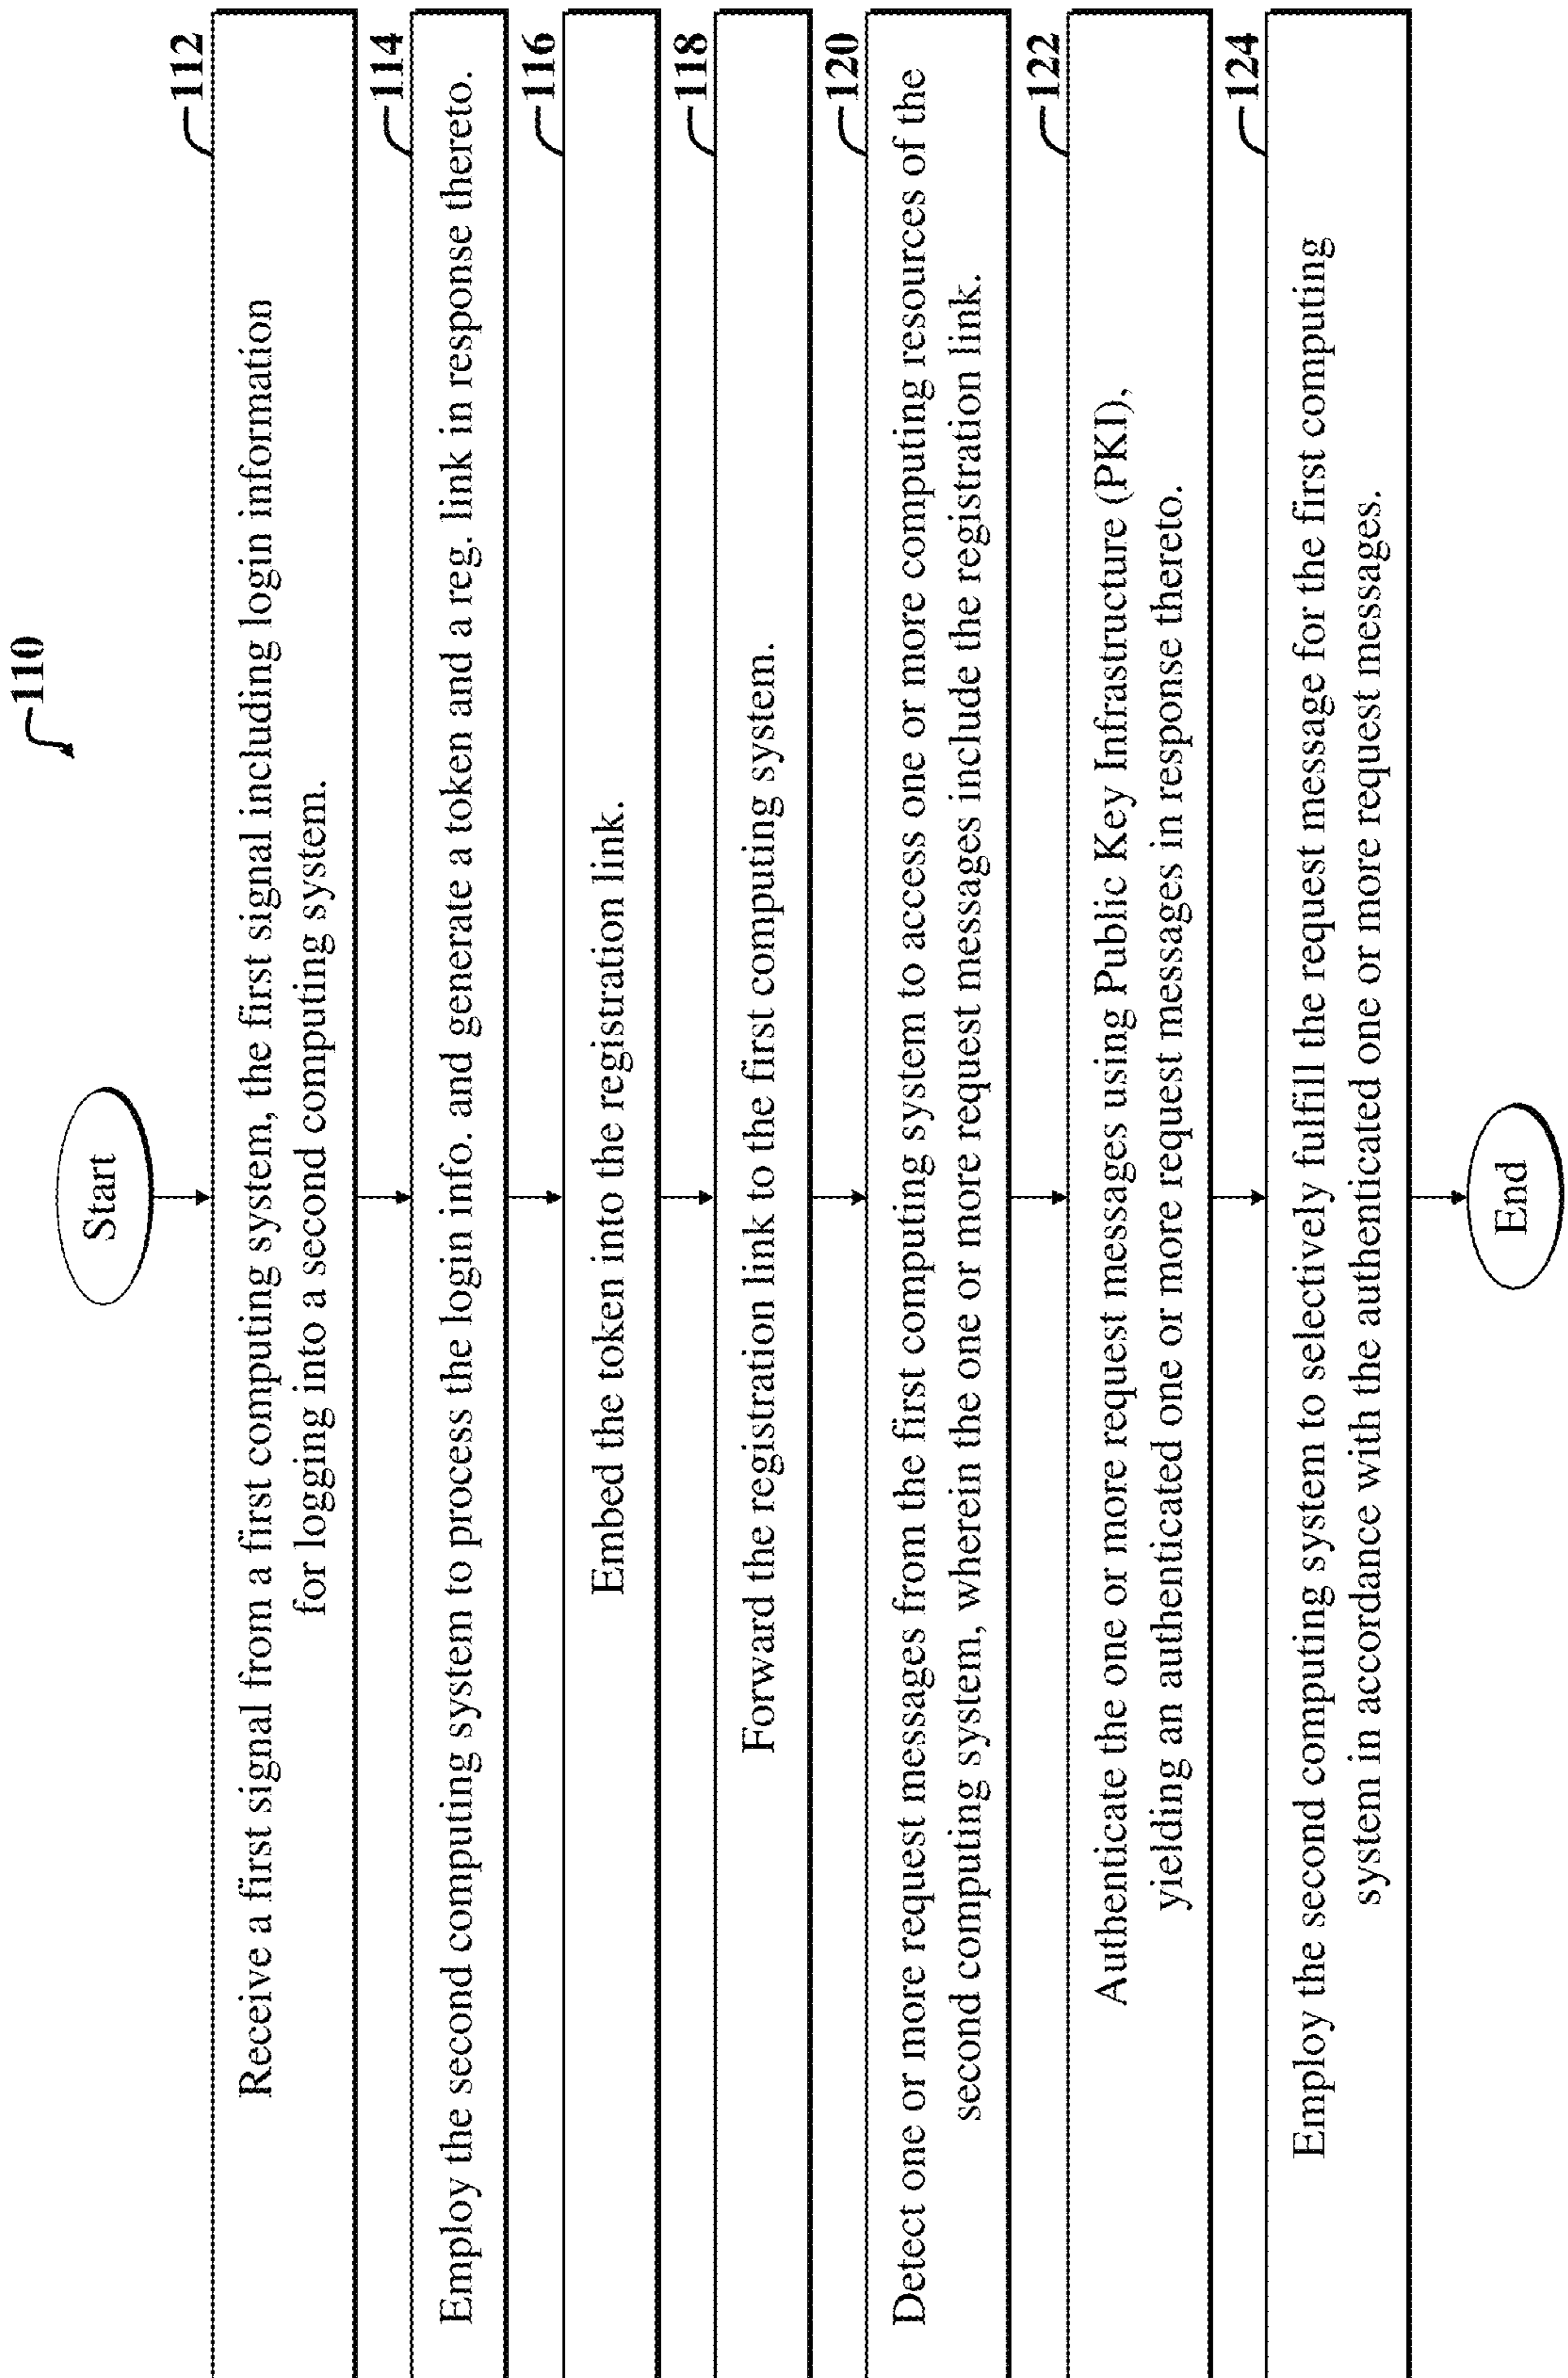 110
Start
112
Receive a first signal from a first computing system, the first signal including login information
for logging into a second computing system.
114
Employ the second computing system to process the login info. and generate a token and a reg. link in response thereto.
116
Embed the token into the registration link.
118
Forward the registration link to the first computing system.
120
Detect one or more request messages from the first computing system to access one or more computing resources of the
second computing system, wherein the one or more request messages include the registration link.
122
Authenticate the one or more request messages using Public Key Infrastructure (PKI),
yielding an authenticated one or more request messages in response thereto.
124
Employ the second computing system to selectively fulfill the request message for the first computing
system in accordance with the authenticated one or more request messages.
End